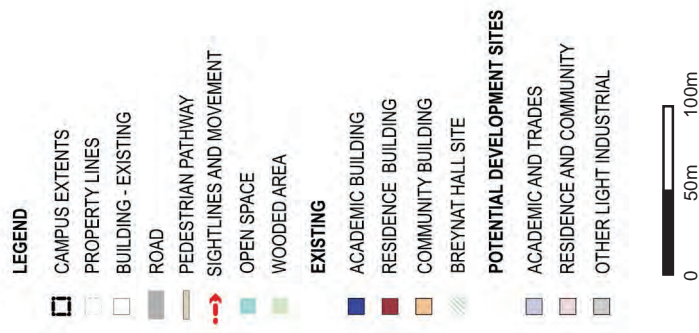 LEGEND
CAMPUS EXTENTS
PROPERTY LINES
BUILDING - EXISTING
ROAD
PEDESTRIAN PATHWAY
SIGHTLINES AND MOVEMENT
OPEN SPACE
WOODED AREA
EXISTING
ACADEMIC BUILDING
RESIDENCE BUILDING
COMMUNITY BUILDING
BREYNAT HALL SITE
POTENTIAL DEVELOPMENT SITES
ACADEMIC AND TRADES
RESIDENCE AND COMMUNITY
OTHER LIGHT INDUSTRIAL
0 50m 100m